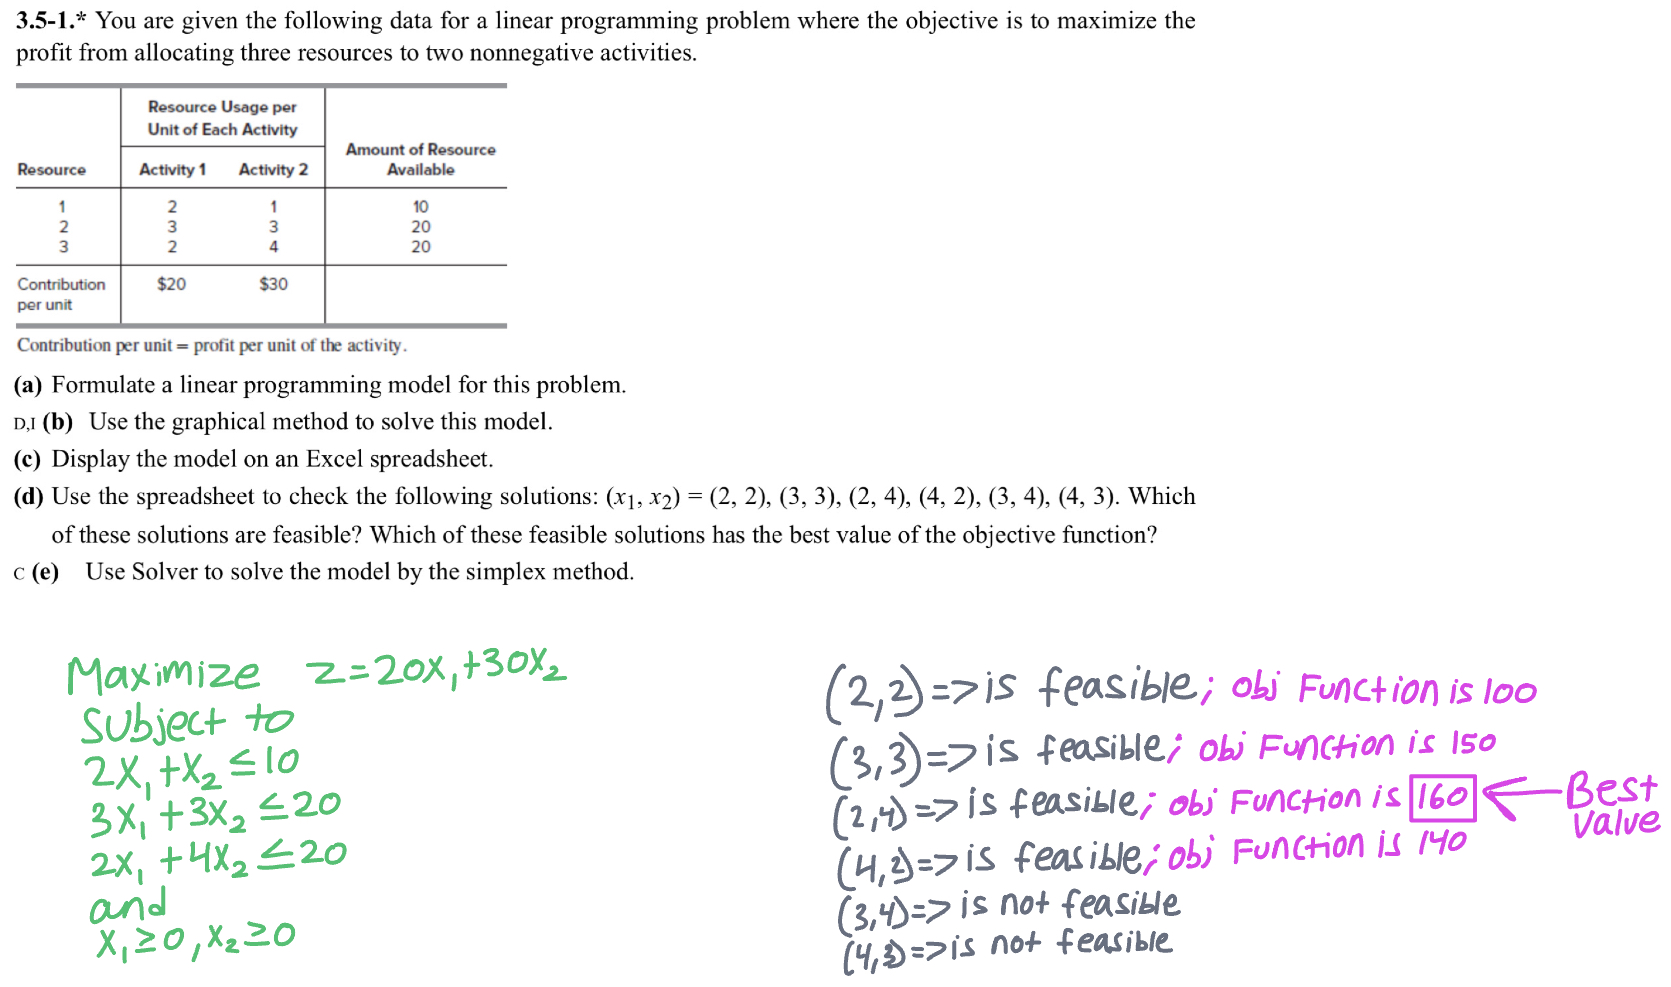 3.5-1.* You are given the following data for a linear programming problem where the objective is to maximize the
profit from allocating three resources to two nonnegative activities.
Resource Usage per
Unit of Each Activity
Amount of Resource
Resource Activity 1 Activity 2 Available
1 2 1 10
2 3 3 20
3 2 4 20
Contribution $20 $30
per unit
Contribution per unit = profit per unit of the activity.
(a) Formulate a linear programming model for this problem.
D,I (b) Use the graphical method to solve this model.
(c) Display the model on an Excel spreadsheet.
(d) Use the spreadsheet to check the following solutions: (x1, x2) = (2, 2), (3, 3), (2, 4), (4, 2), (3, 4), (4, 3). Which
of these solutions are feasible? Which of these feasible solutions has the best value of the objective function?
C (e) Use Solver to solve the model by the simplex method.
Maximize z=20x₁+30x₂
subject to
2x₁+x₂≤10
3x₁+3x₂≤20
2x₁+4x₂≤20
and
x₁≥0, x₂≥0
(2,2)=>is feasible; obj Function is 100
(3,3)=>is feasible; obj Function is 150
(2,4)=>is feasible; obj Function is 160 ← Best
Value
(4,2)=>is feasible; obj Function is 140
(3,4)=>is not feasible
(4,3)=>is not feasible